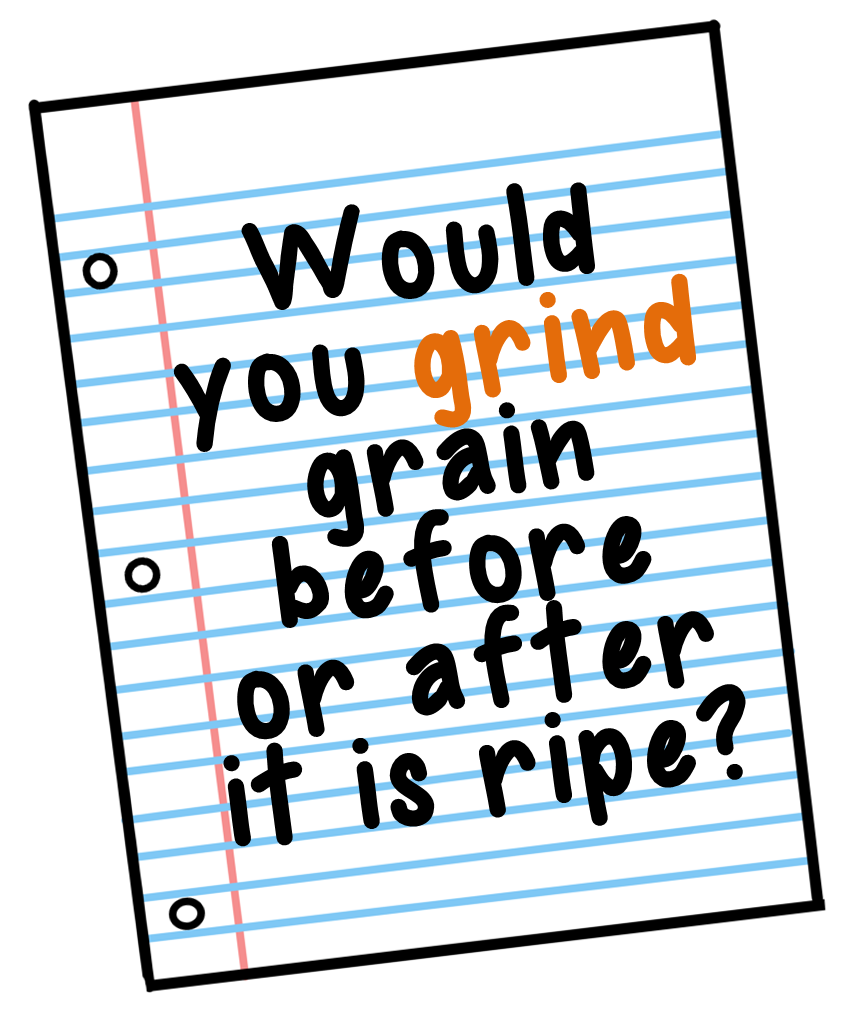 Would
you grind
grain
before
or after
it is ripe?